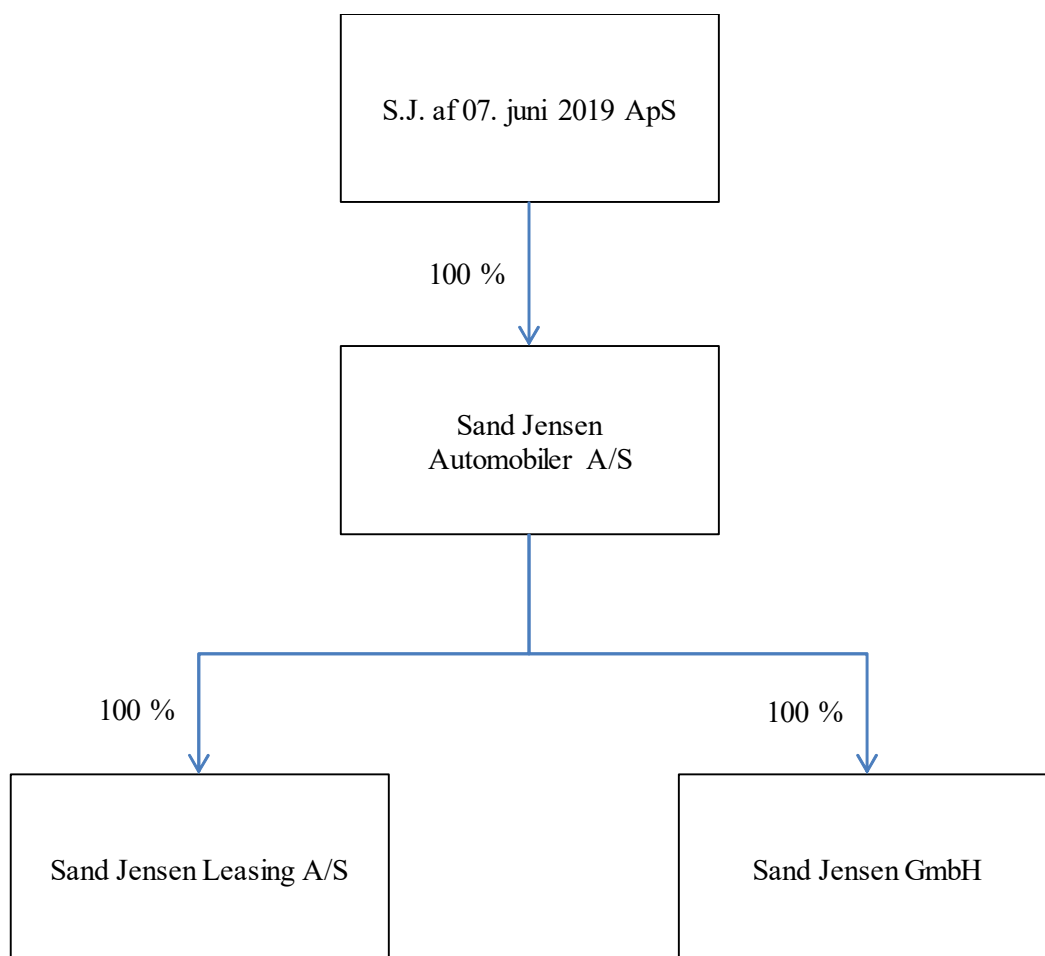 S.J. af 07. juni 2019 ApS
100 %
Sand Jensen
Automobiler A/S
100 %
100 %
Sand Jensen Leasing A/S
Sand Jensen GmbH